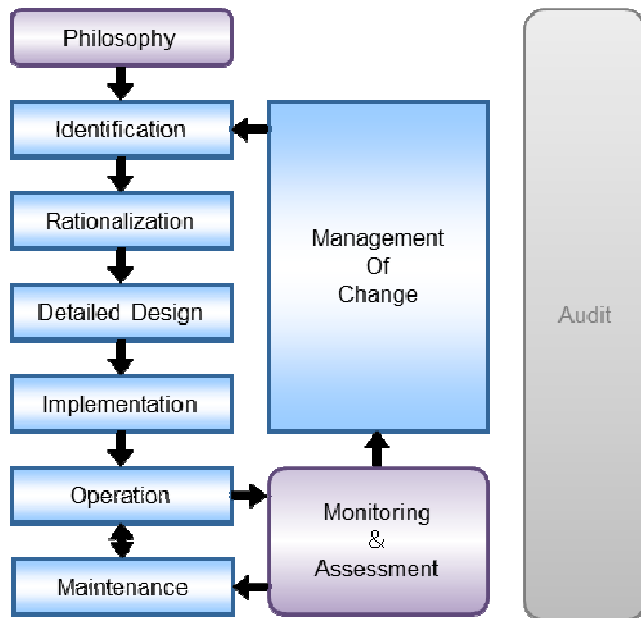 Philosophy
Identification
Rationalization
Detailed Design
Implementation
Operation
Maintenance
Management
Of
Change
Monitoring
&
Assessment
Audit